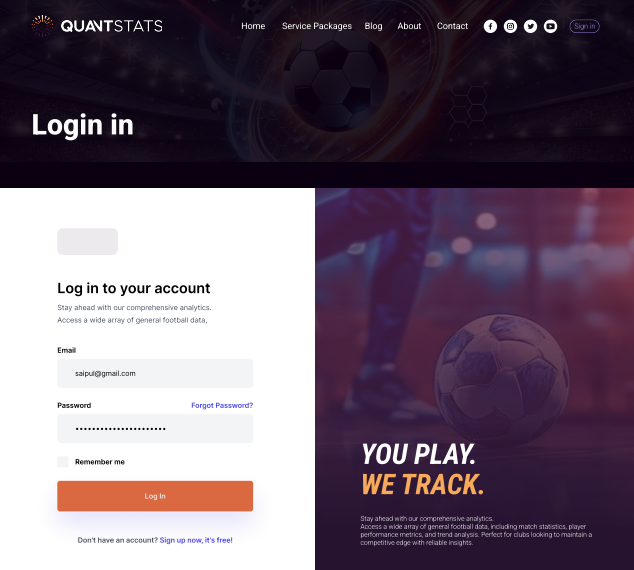 QUANTSTATS
Home Service Packages Blog About Contact Sign in
Login in
Log in to your account
Stay ahead with our comprehensive analytics.
Access a wide array of general football data,
Email
saipul@gmail.com
Password Forgot Password?
Remember me
Log In
Don't have an account? Sign up now, it's free!
YOU PLAY.
WE TRACK.
Stay ahead with our comprehensive analytics.
Access a wide array of general football data, including match statistics, player
performance metrics, and trend analysis. Perfect for clubs looking to maintain a
competitive edge with reliable insights.